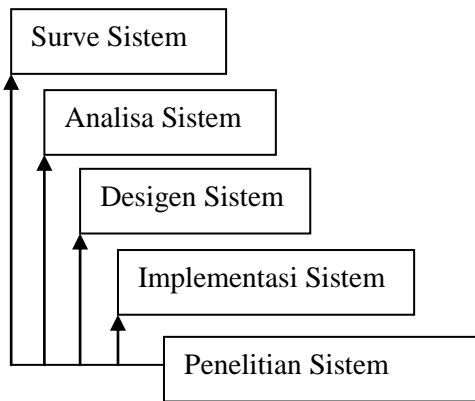 Surve Sistem
Analisa Sistem
Desigen Sistem
Implementasi Sistem
Penelitian Sistem